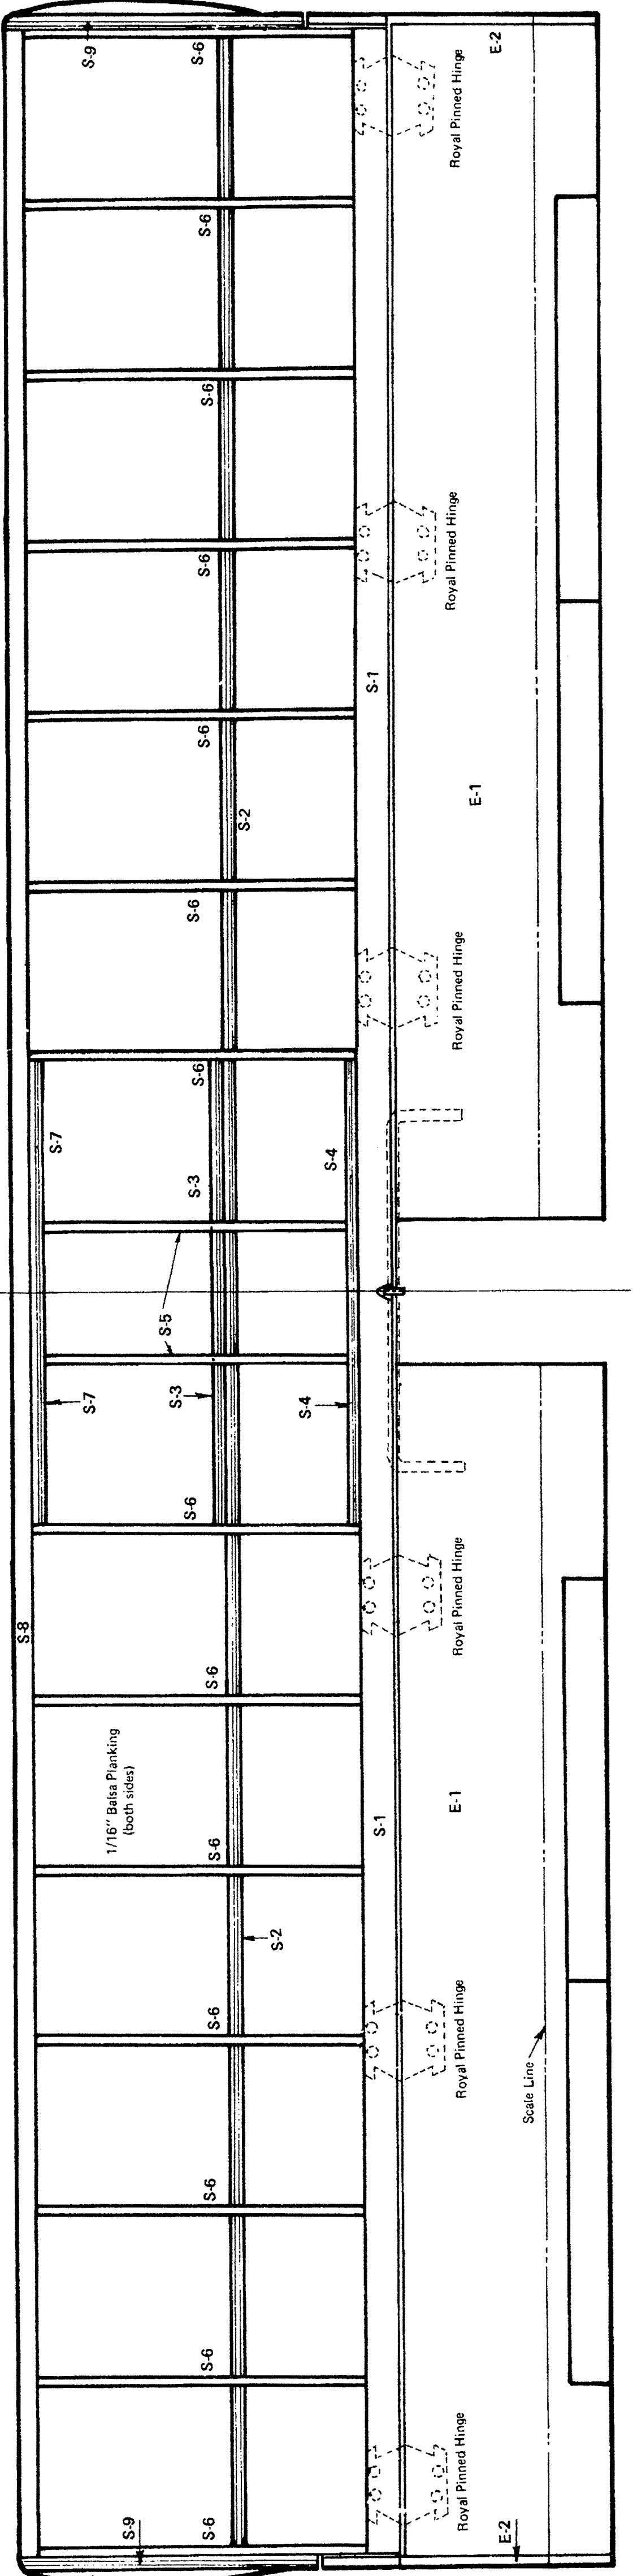 S-8
S-7
S-9
S-9
S-7
1/16" Balsa Planking
(both sides)
S-5
S-3
S-3
S-6
S-6
S-6
S-6
S-6
S-6
S-6
S-6
S-6
S-6
S-6
S-6
S-6
S-6
S-2
S-2
S-4
S-4
S-1
S-1
Royal Pinned Hinge
Royal Pinned Hinge
Royal Pinned Hinge
Royal Pinned Hinge
Royal Pinned Hinge
Royal Pinned Hinge
E-1
E-1
E-2
E-2
Scale Line